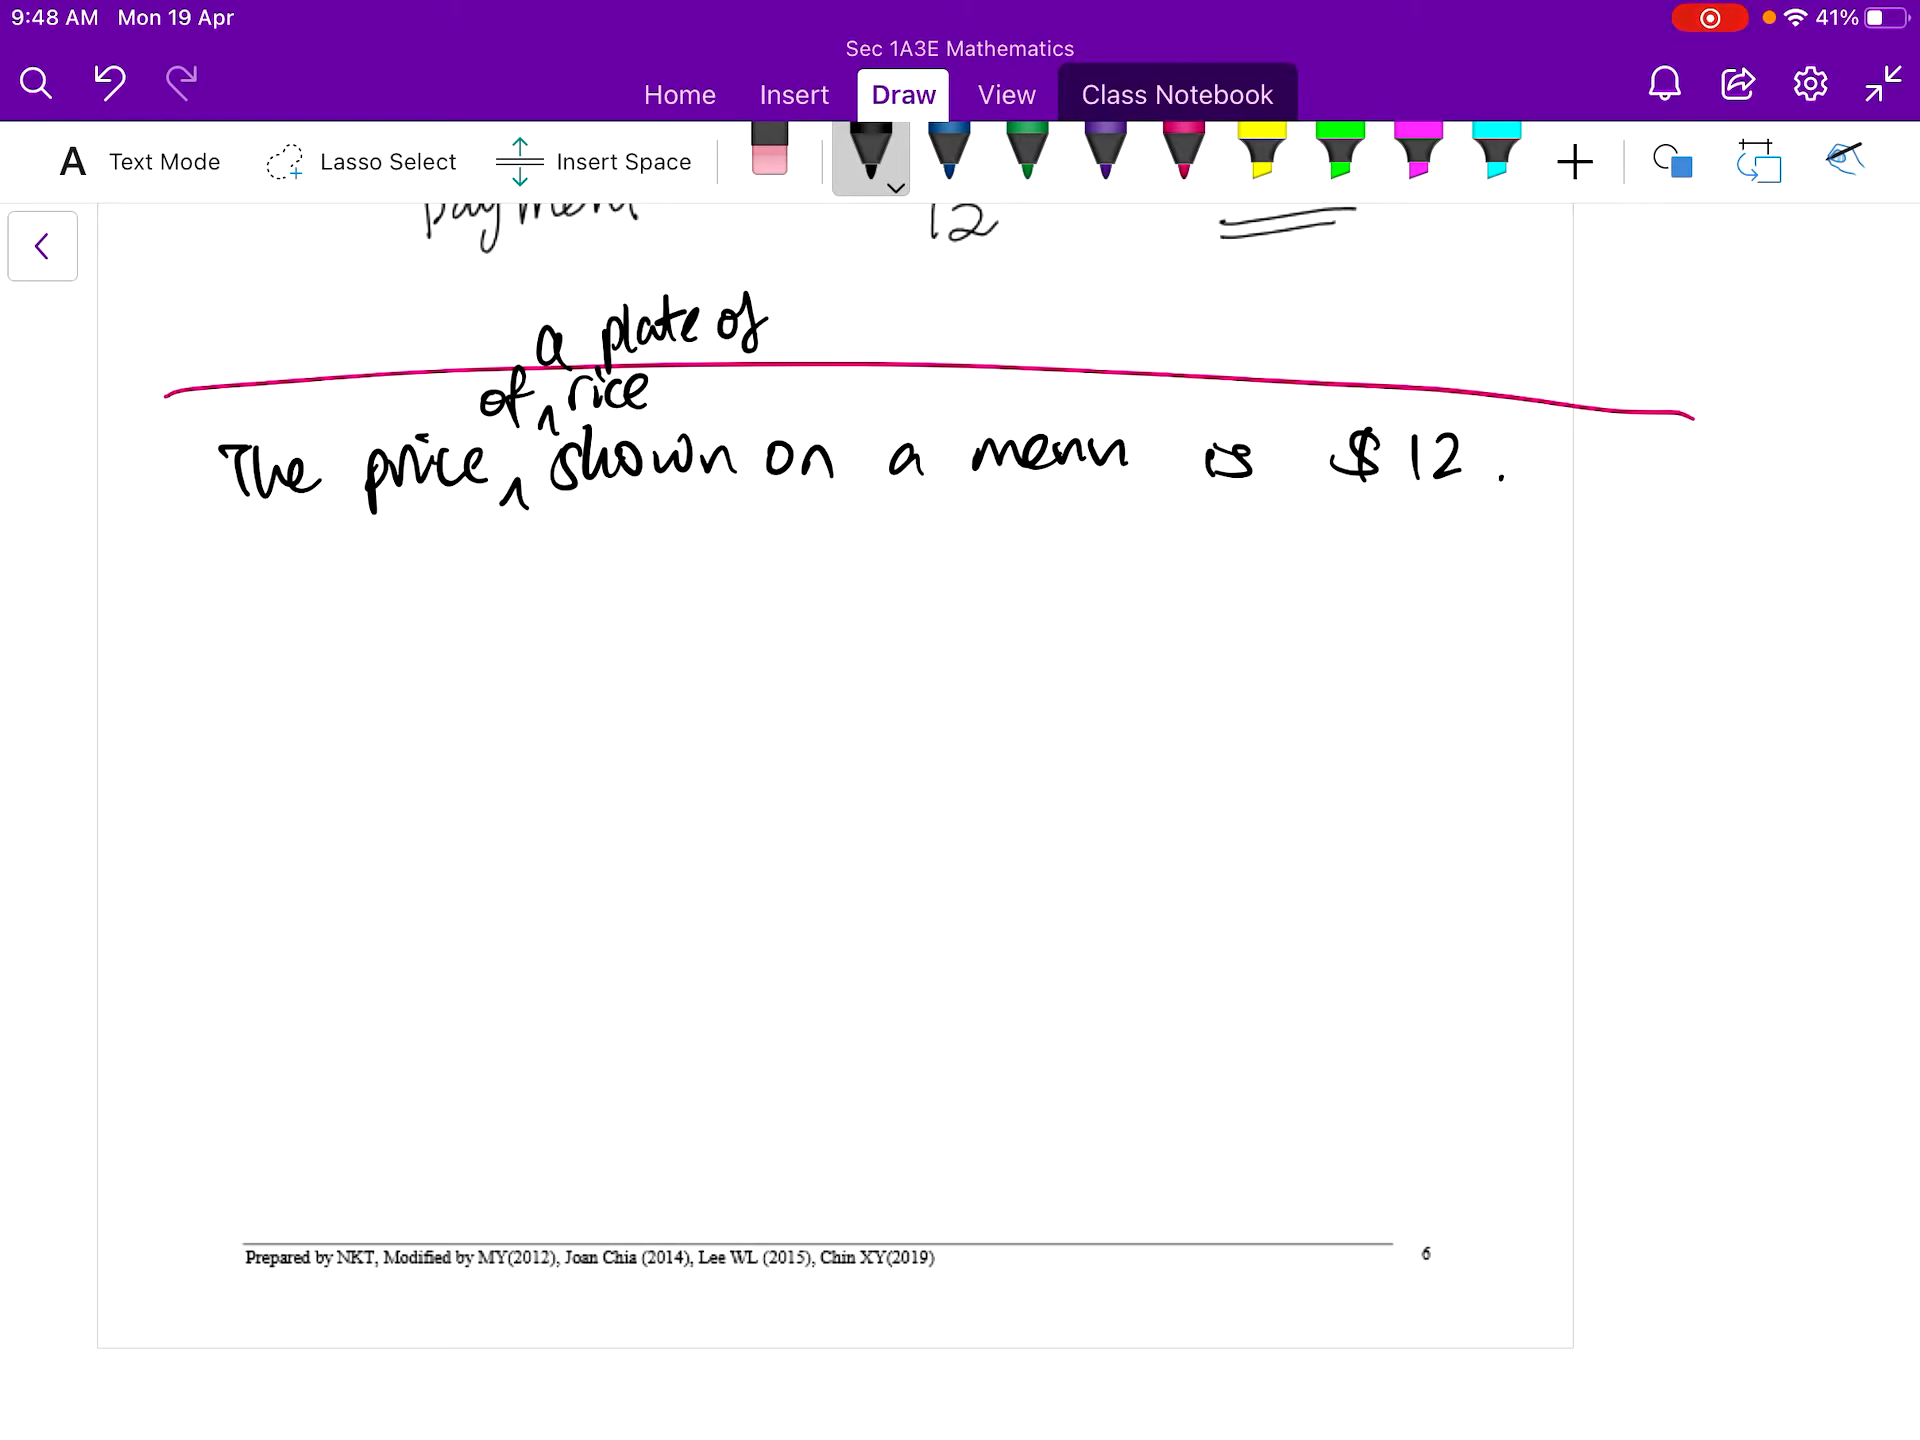 9:48 AM Mon 19 Apr
41%
Sec 1A3E Mathematics
Home Insert Draw View Class Notebook
A Text Mode Lasso Select Insert Space
payment 12
a plate of
of ^ rice
The price ^ shown on a menu is $12.
Prepared by NKT, Modified by MY(2012), Joan Chia (2014), Lee WL (2015), Chin XY(2019) 6